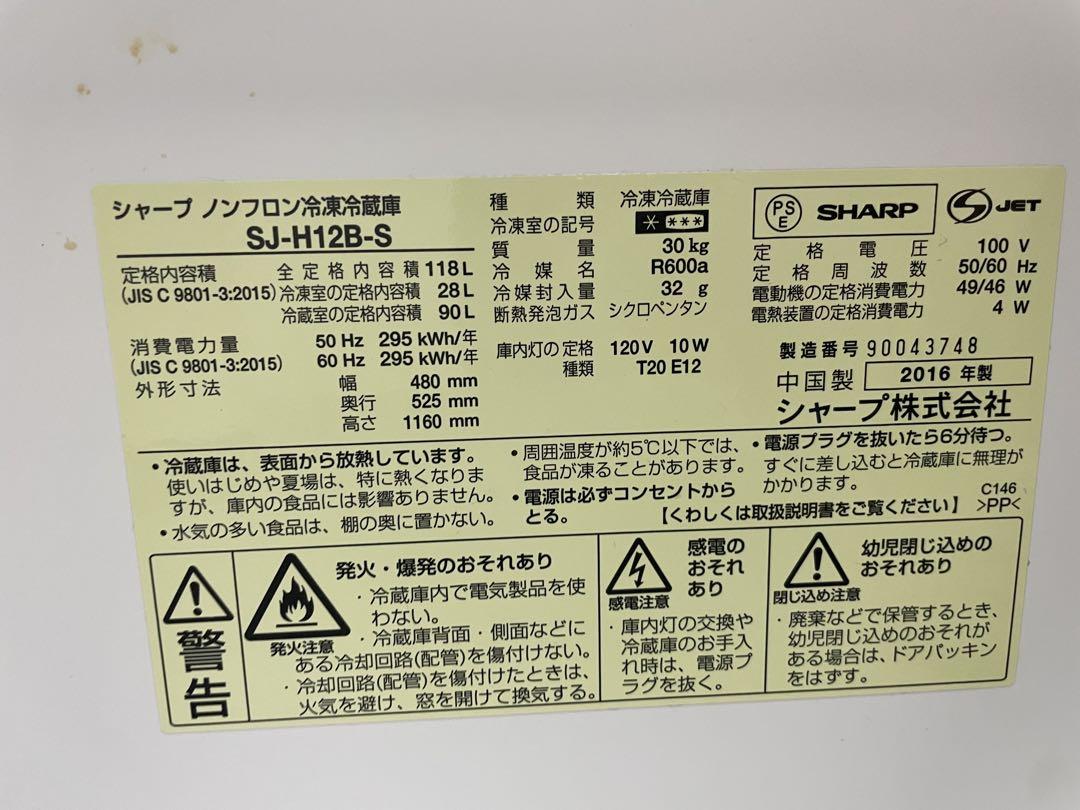 シャープ ノンフロン冷凍冷蔵庫
SJ-H12B-S
定格内容積
(JIS C 9801-3:2015)
全定格内容積 118 L
冷凍室の定格内容積 28 L
冷蔵室の定格内容積 90 L
消費電力量
(JIS C 9801-3:2015)
50 Hz 295 kWh/年
60 Hz 295 kWh/年
外形寸法
幅 480 mm
奥行 525 mm
高さ 1160 mm
種類 冷凍冷蔵庫
冷凍室の記号 * ***
質量 30 kg
冷媒名 R600a
冷媒封入量 32 g
断熱発泡ガス シクロペンタン
庫内灯の定格 120V 10W
種類 T20 E12
PSE SHARP
S JET
定格電圧 100 V
定格周波数 50/60 Hz
電動機の定格消費電力 49/46 W
電熱装置の定格消費電力 4 W
製造番号 90043748
中国製 2016 年製
シャープ株式会社
・冷蔵庫は、表面から放熱しています。
使いはじめや夏場は、特に熱くなりま
すが、庫内の食品には影響ありません。
・水気の多い食品は、棚の奥に置かない。
・周囲温度が約5℃以下では、
食品が凍ることがあります。
・電源は必ずコンセントから
とる。
・電源プラグを抜いたら6分待つ。
すぐに差し込むと冷蔵庫に無理が
かかります。
【くわしくは取扱説明書をご覧ください】
C146
>PP<
警告
発火注意
発火・爆発のおそれあり
・冷蔵庫内で電気製品を使
わない。
・冷蔵庫背面・側面などに
ある冷却回路(配管)を傷付けない。
・冷却回路(配管)を傷付けたときは、
火気を避け、窓を開けて換気する。
感電注意
感電の
おそれ
あり
・庫内灯の交換や
冷蔵庫のお手入
れ時は、電源プ
ラグを抜く。
閉じ込め注意
幼児閉じ込めの
おそれあり
・廃棄などで保管するとき、
幼児閉じ込めのおそれが
ある場合は、ドアパッキン
をはずす。